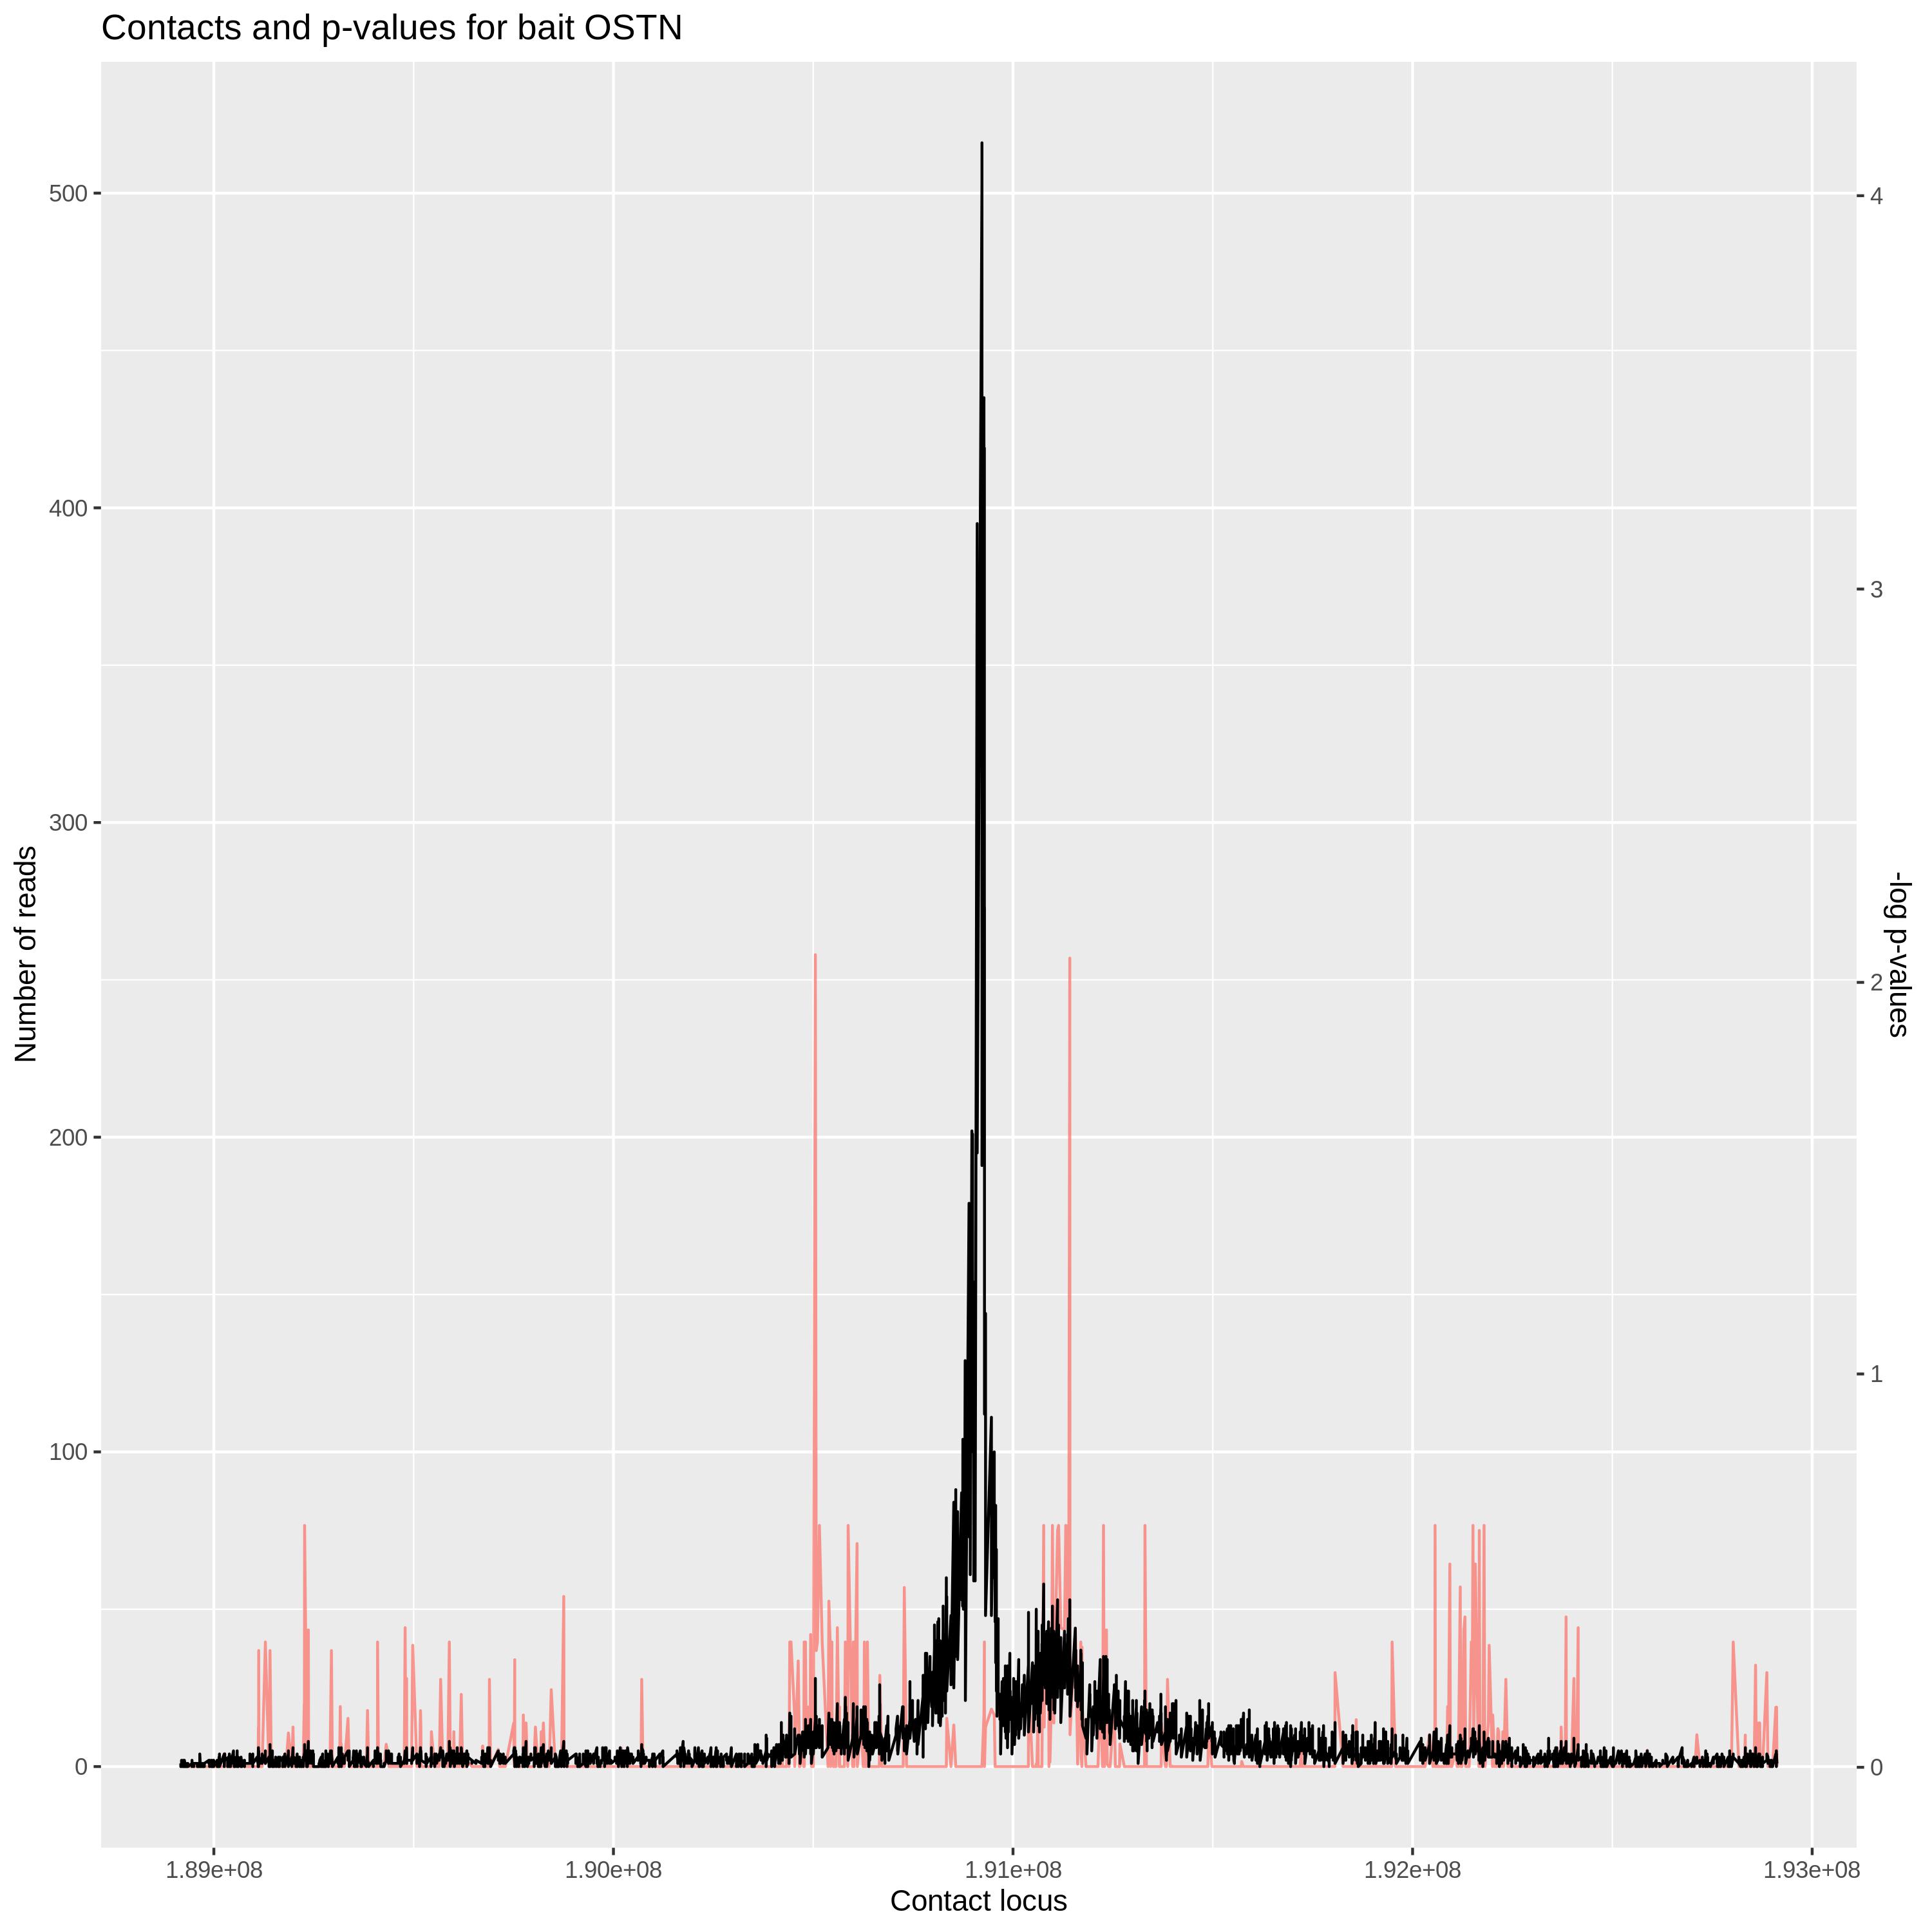 Contacts and p-values for bait OSTN
Number of reads
500
400
300
200
100
0
4
3
2
1
0
-log p-values
1.89e+08
1.90e+08
1.91e+08
1.92e+08
1.93e+08
Contact locus